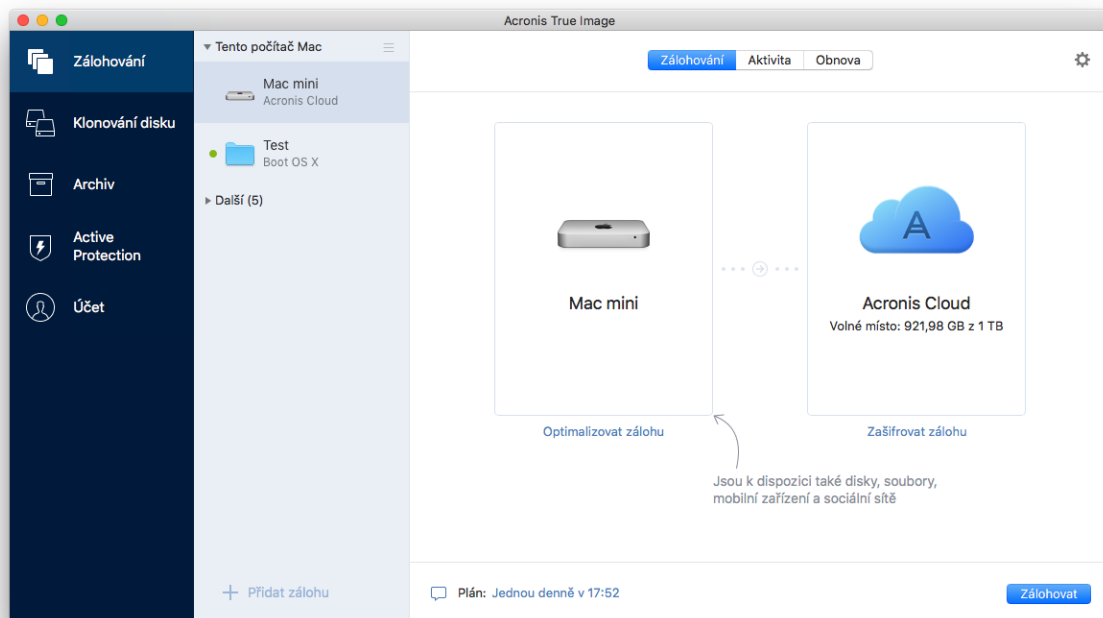 Acronis True Image
Zálohování
Klonování disku
Archiv
Active
Protection
Účet
Tento počítač Mac
Mac mini
Acronis Cloud
Test
Boot OS X
Další (5)
Přidat zálohu
Zálohování
Aktivita
Obnova
Mac mini
Acronis Cloud
Volné místo: 921,98 GB z 1 TB
Optimalizovat zálohu
Zašifrovat zálohu
Jsou k dispozici také disky, soubory,
mobilní zařízení a sociální sítě
Plán: Jednou denně v 17:52
Zálohovat